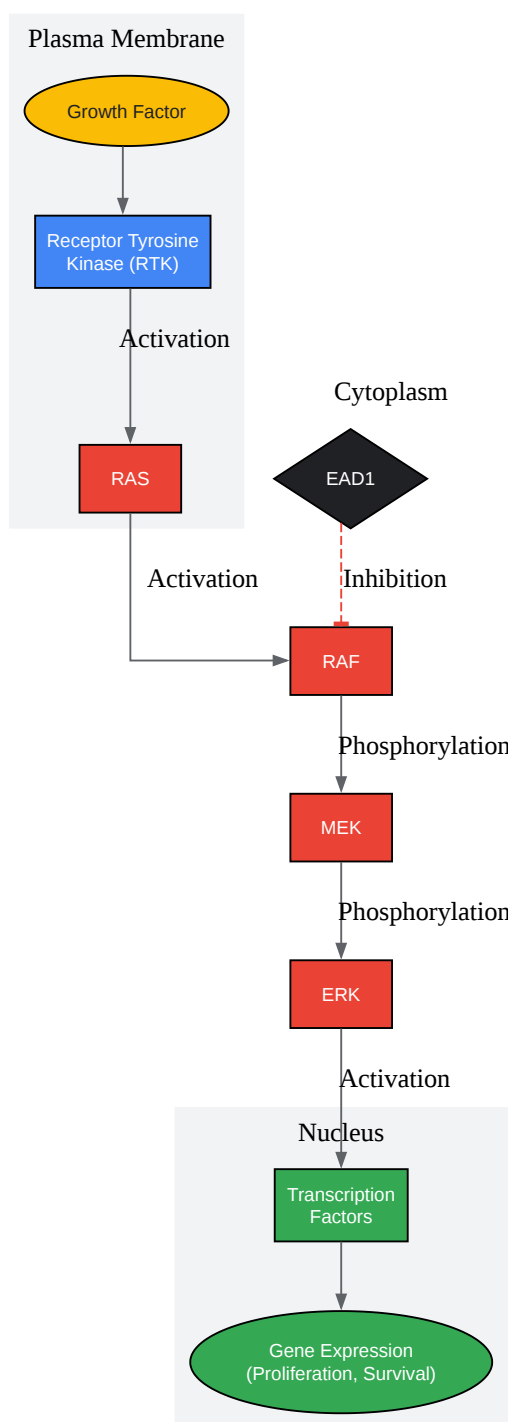 Plasma Membrane
Growth Factor
Receptor Tyrosine
Kinase (RTK)
Activation
Cytoplasm
RAS
EAD1
Activation
Inhibition
RAF
Phosphorylation
MEK
Phosphorylation
ERK
Activation
Nucleus
Transcription
Factors
Gene Expression
(Proliferation, Survival)